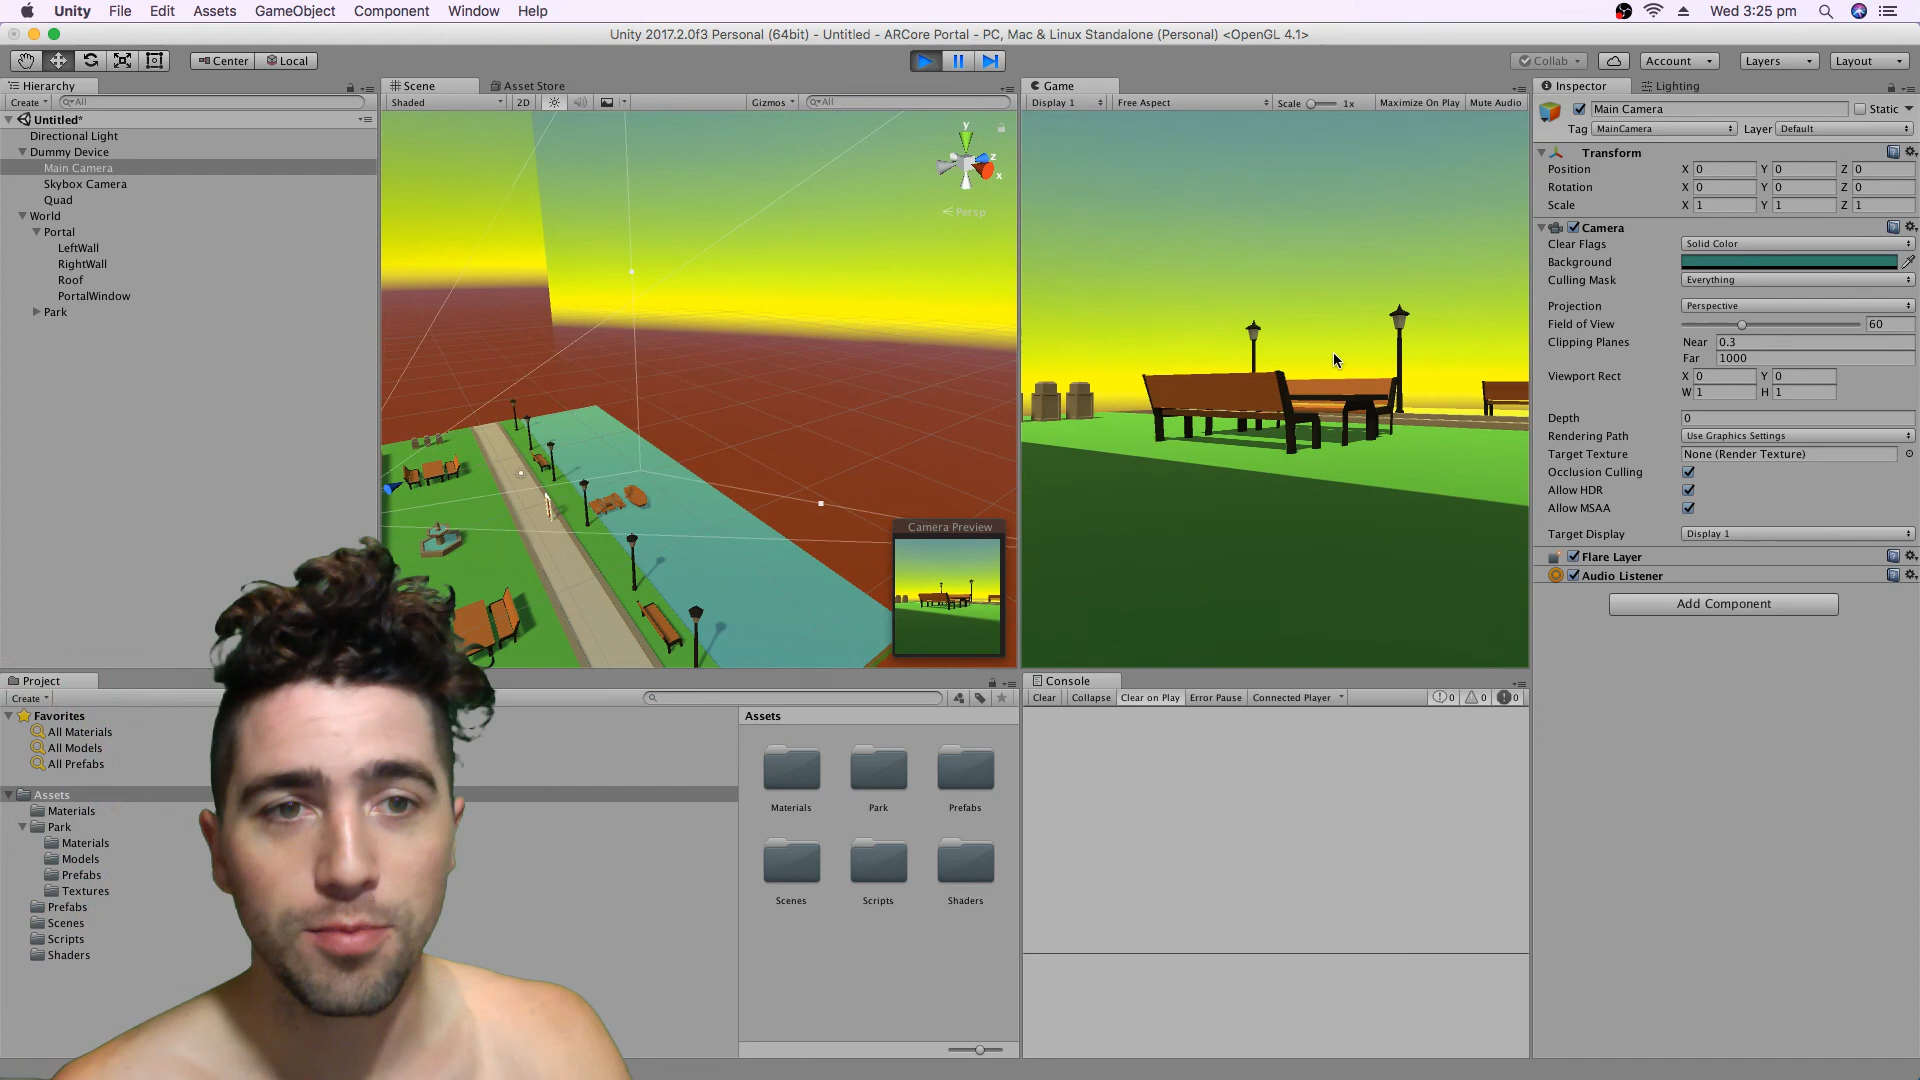 Unity File Edit Assets GameObject Component Window Help Wed 3:25 pm
Unity 2017.2.0f3 Personal (64bit) - Untitled - ARCore Portal - PC, Mac & Linux Standalone (Personal) <OpenGL 4.1>
Center Local Collab Account Layers Layout
Hierarchy
Create All
Untitled*
Directional Light
Dummy Device
Main Camera
Skybox Camera
Quad
World
Portal
LeftWall
RightWall
Roof
PortalWindow
Park
Scene Asset Store
Shaded 2D Gizmos All
y
z
x
Persp
Camera Preview
Game
Display 1 Free Aspect Scale 1x Maximize On Play Mute Audio
Inspector Lighting
Main Camera Static
Tag MainCamera Layer Default
Transform
Position X 0 Y 0 Z 0
Rotation X 0 Y 0 Z 0
Scale X 1 Y 1 Z 1
Camera
Clear Flags Solid Color
Background
Culling Mask Everything
Projection Perspective
Field of View 60
Clipping Planes Near 0.3
Far 1000
Viewport Rect X 0 Y 0
W 1 H 1
Depth 0
Rendering Path Use Graphics Settings
Target Texture None (Render Texture)
Occlusion Culling
Allow HDR
Allow MSAA
Target Display Display 1
Flare Layer
Audio Listener
Add Component
Project
Create
Favorites
All Materials
All Models
All Prefabs
Assets
Materials
Park
Materials
Models
Prefabs
Textures
Prefabs
Scenes
Scripts
Shaders
Assets
Materials Park Prefabs
Scenes Scripts Shaders
Console
Clear Collapse Clear on Play Error Pause Connected Player 0 0 0